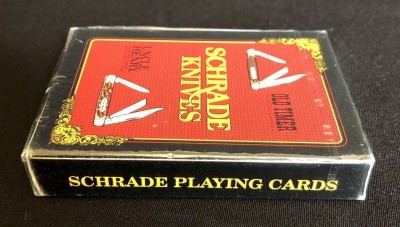 OLD TIMER
SCHRADE
KNIVES
UNCLE
HENRY
SCHRADE PLAYING CARDS